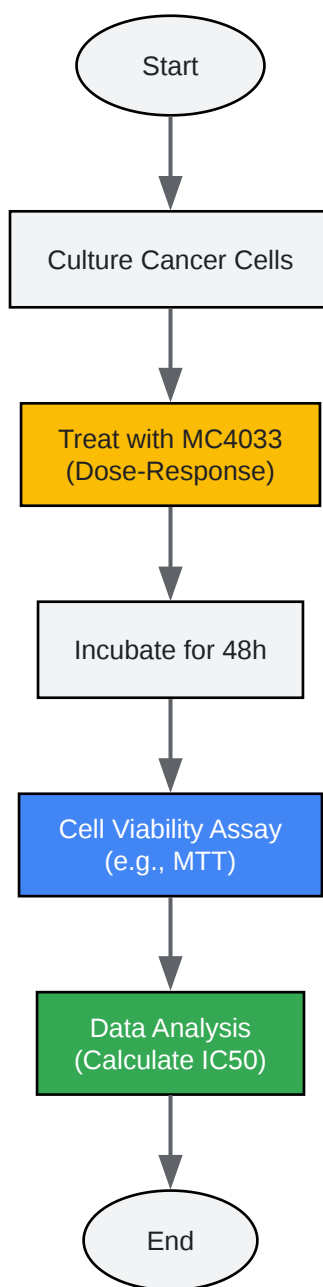 Start
Culture Cancer Cells
Treat with MC4033
(Dose-Response)
Incubate for 48h
Cell Viability Assay
(e.g., MTT)
Data Analysis
(Calculate IC50)
End